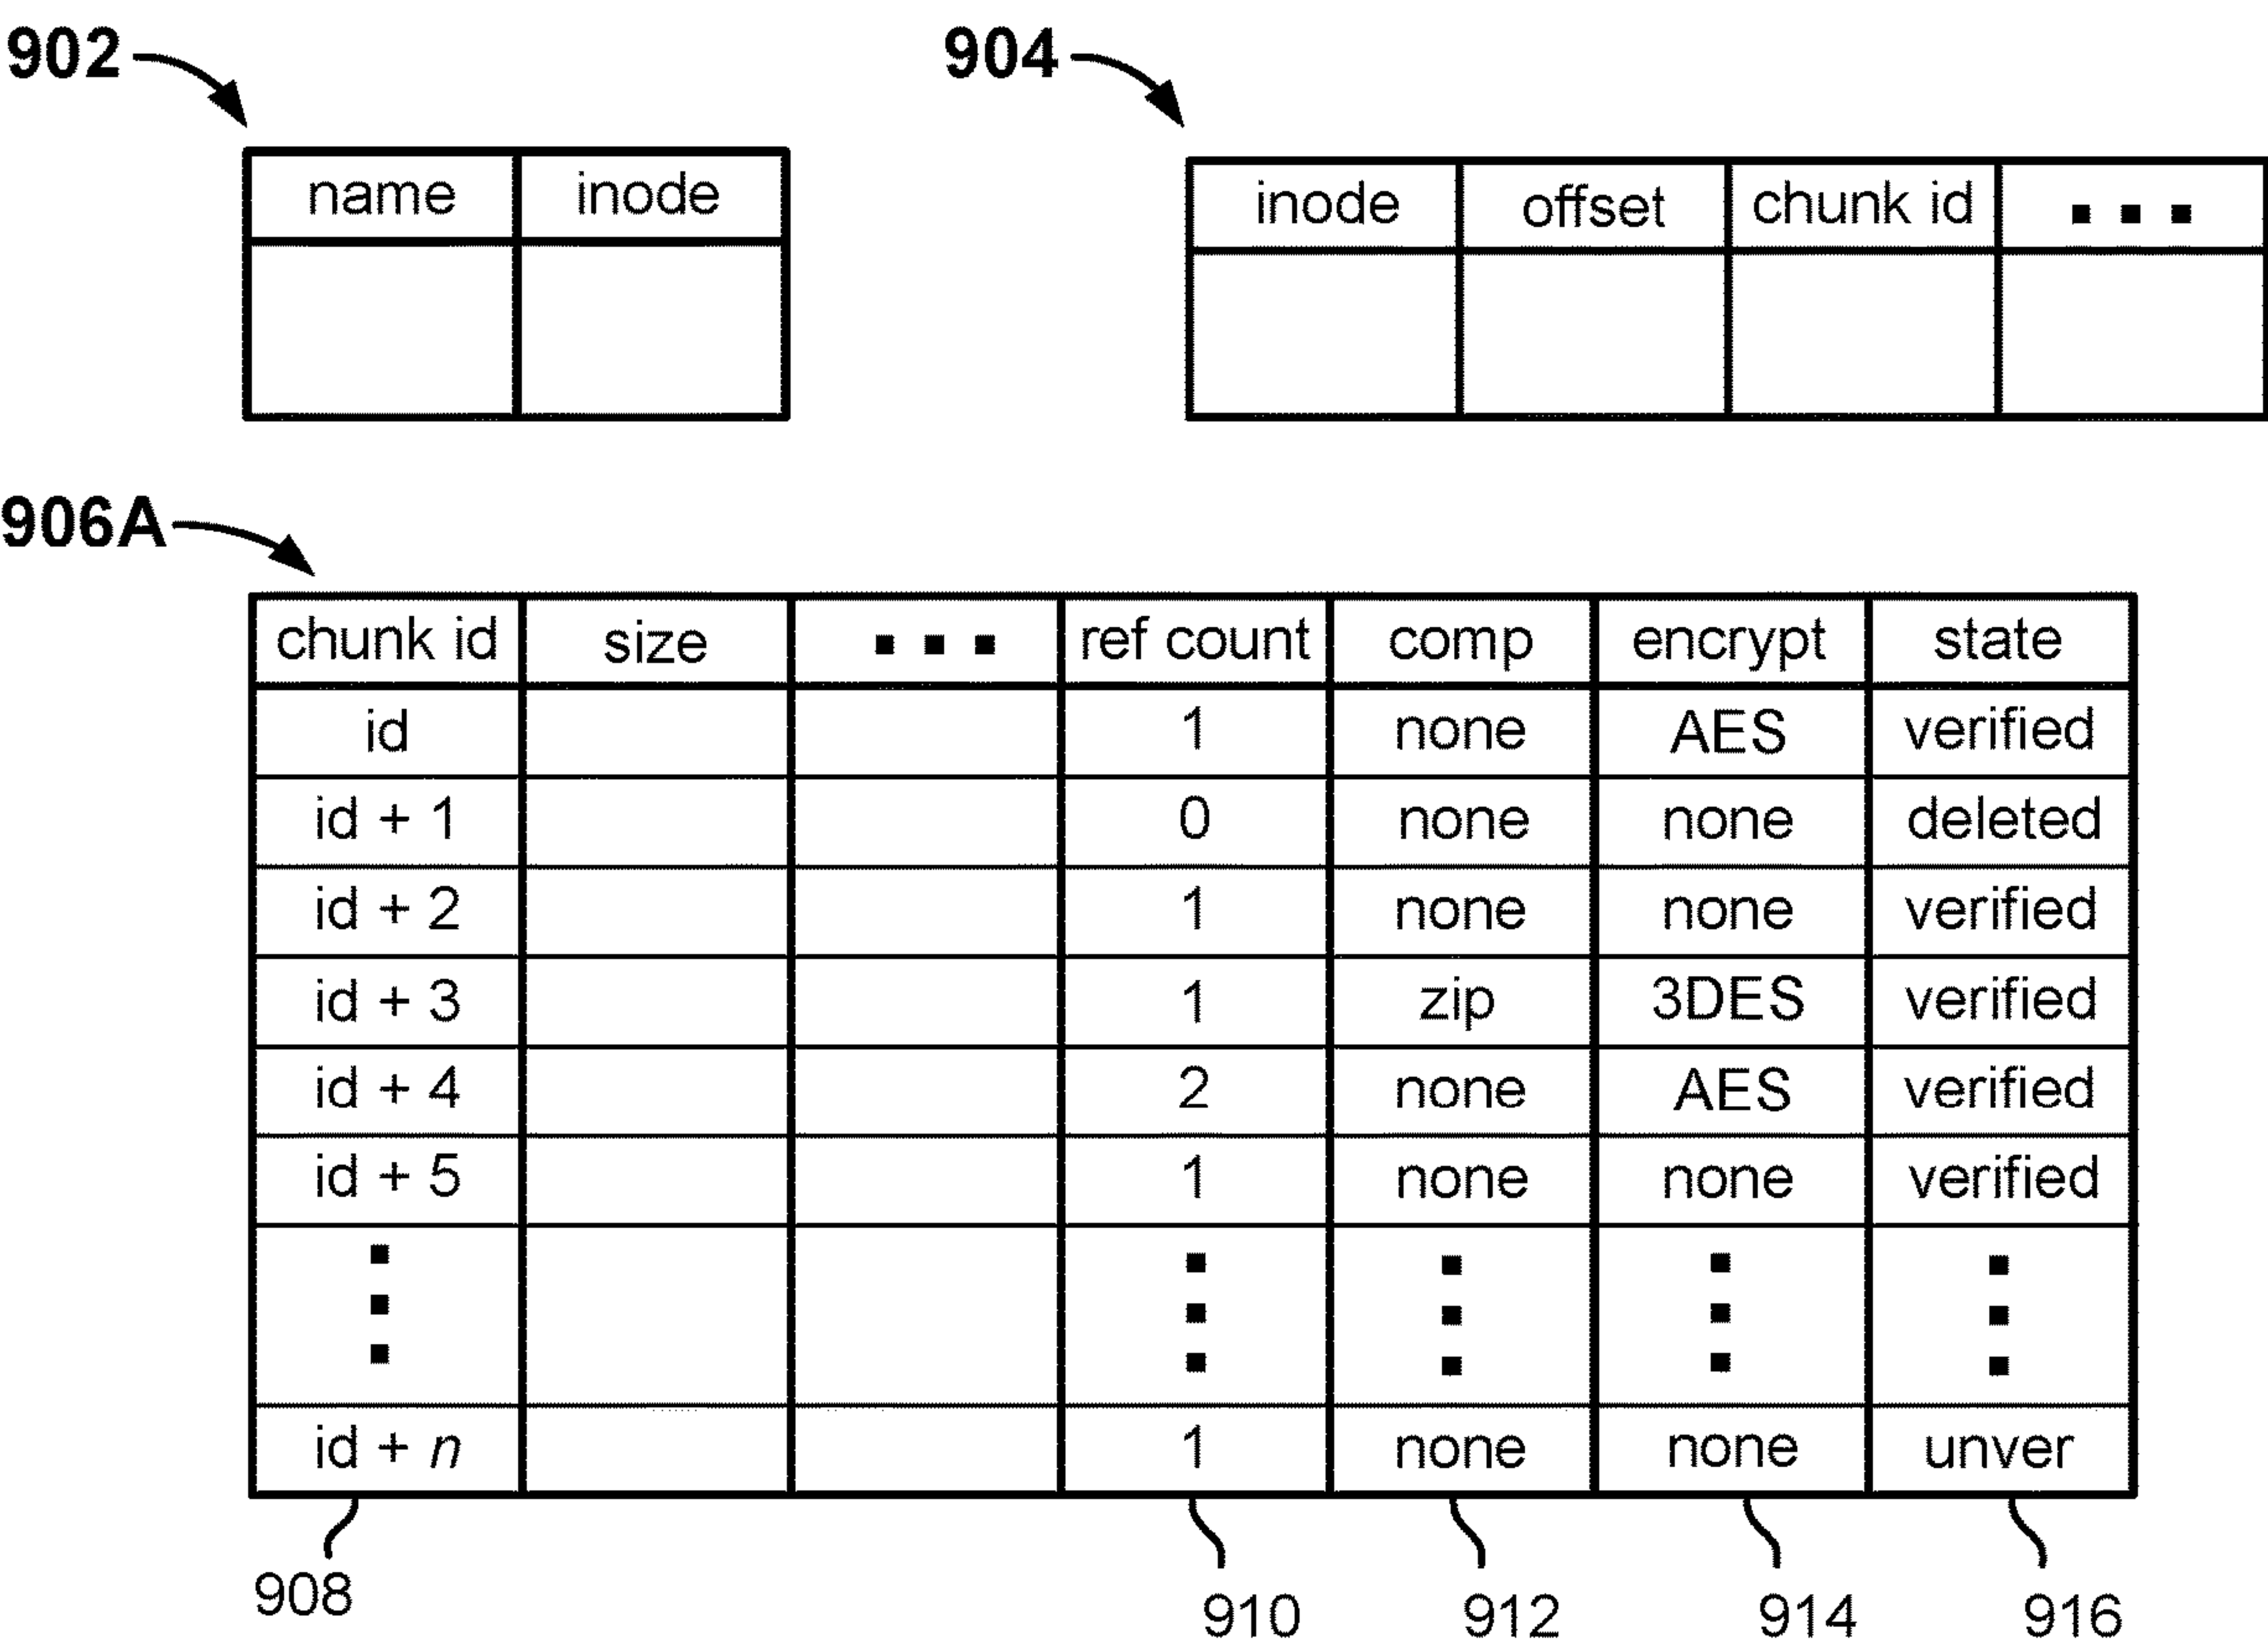 902
904
name inode
inode offset chunk id ...
906A
chunk id size ... ref count comp encrypt state
id 1 none AES verified
id + 1 0 none none deleted
id + 2 1 none none verified
id + 3 1 zip 3DES verified
id + 4 2 none AES verified
id + 5 1 none none verified
id + n 1 none none unver
908 910 912 914 916